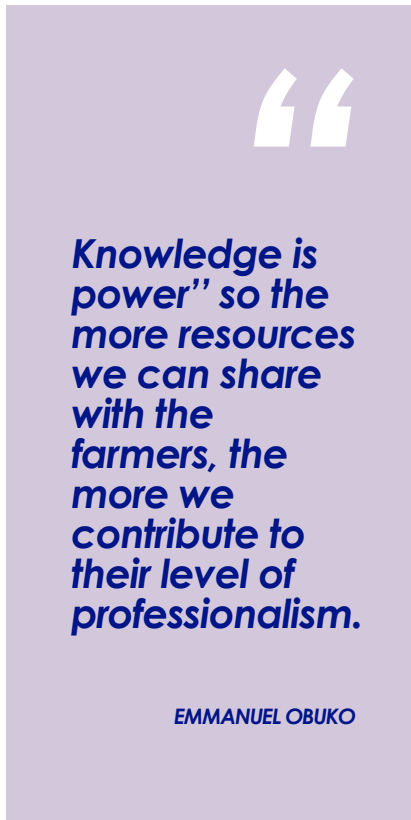 “
Knowledge is
power” so the
more resources
we can share
with the
farmers, the
more we
contribute to
their level of
professionalism.
EMMANUEL OBUKO